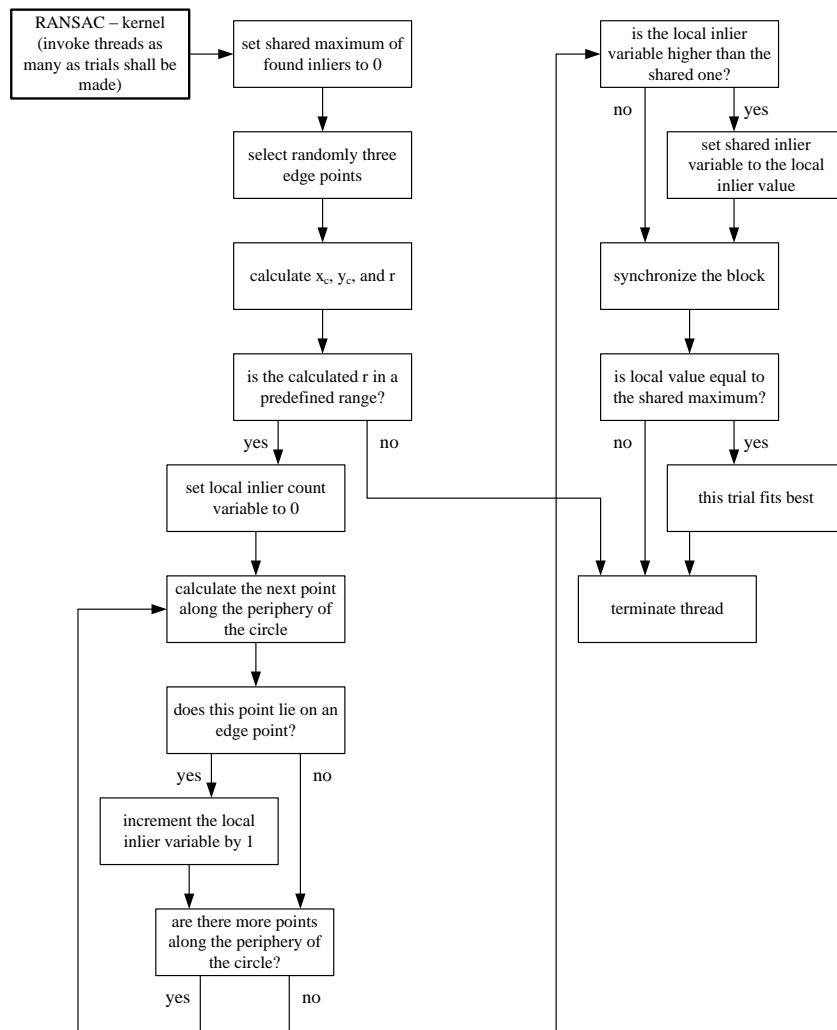 RANSAC – kernel
(invoke threads as
many as trials shall be
made)
set shared maximum of
found inliers to 0
select randomly three
edge points
calculate x_c, y_c, and r
is the calculated r in a
predefined range?
yes
no
set local inlier count
variable to 0
calculate the next point
along the periphery of
the circle
does this point lie on an
edge point?
yes
no
increment the local
inlier variable by 1
are there more points
along the periphery of
the circle?
yes
no
is the local inlier
variable higher than the
shared one?
no
yes
set shared inlier
variable to the local
inlier value
synchronize the block
is local value equal to
the shared maximum?
no
yes
this trial fits best
terminate thread